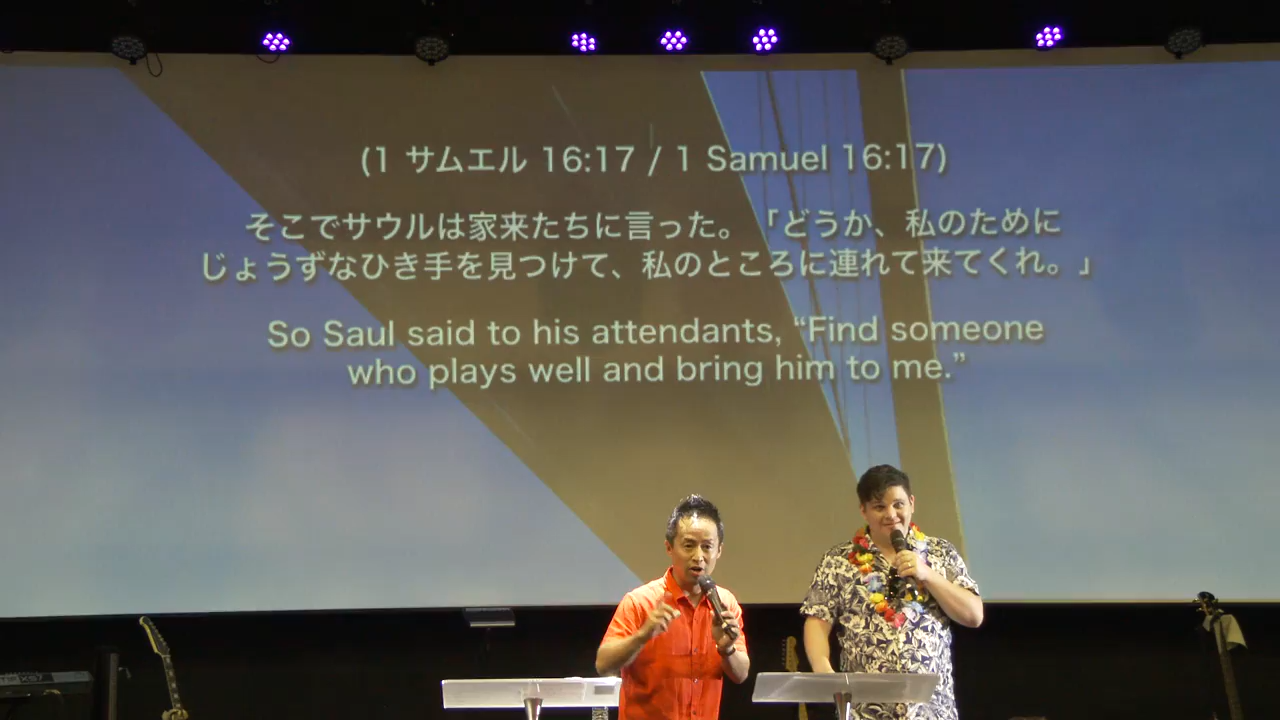 (1 サムエル 16:17 / 1 Samuel 16:17)
そこでサウルは家来たちに言った。「どうか、私のために
じょうずなひき手を見つけて、私のところに連れて来てくれ。」
So Saul said to his attendants, “Find someone
who plays well and bring him to me.”